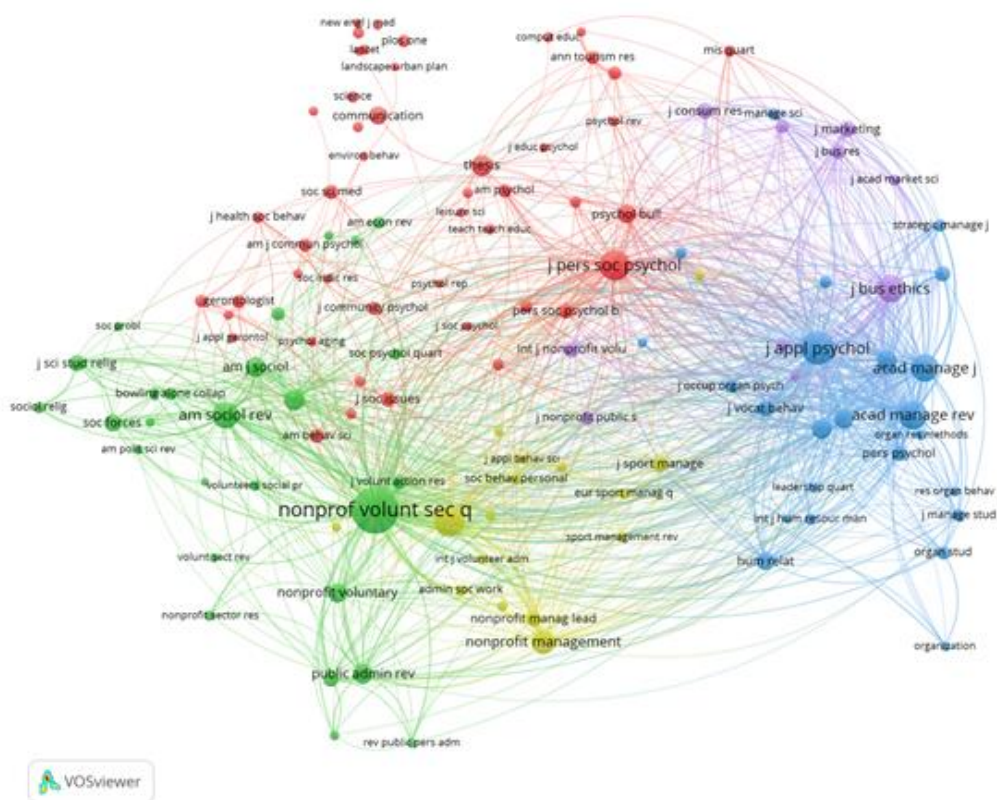 new engl j med
plos one
lancet
landscape urban plan
science
communication
environ behav
comput educ
ann tourism res
mis quart
psychol rev
j consum res
manage sci
j marketing
j bus res
j educ psychol
thesis
j acad market sci
soc sci med
am psychol
leisure sci
psychol bull
j health soc behav
am econ rev
teach teach educ
strategic manage j
am j commun psychol
j pers soc psychol
soc indic res
psychol rep
j bus ethics
gerontologist
j community psychol
pers soc psychol b
soc probl
j appl gerontol
psychol aging
j soc psychol
soc psychol quart
int j nonprofit volu
j appl psychol
j sci stud relig
am j sociol
acad manage j
j occup organ psych
bowling alone collap
j soc issues
sociol relig
j vocat behav
am sociol rev
j nonprofit public s
acad manage rev
soc forces
am behav sci
organ res methods
am polit sci rev
pers psychol
j appl behav sci
j sport manage
j volunt action res
soc behav personal
volunteers social pr
leadership quart
eur sport manag q
res organ behav
nonprof volunt sec q
int j hum resouc man
j manage stud
sport management rev
volunt sect rev
int j volunteer adm
hum relat
organ stud
nonprofit voluntary
admin soc work
nonprofit sector res
nonprofit manag lead
nonprofit management
organization
public admin rev
rev public pers adm
VOSviewer